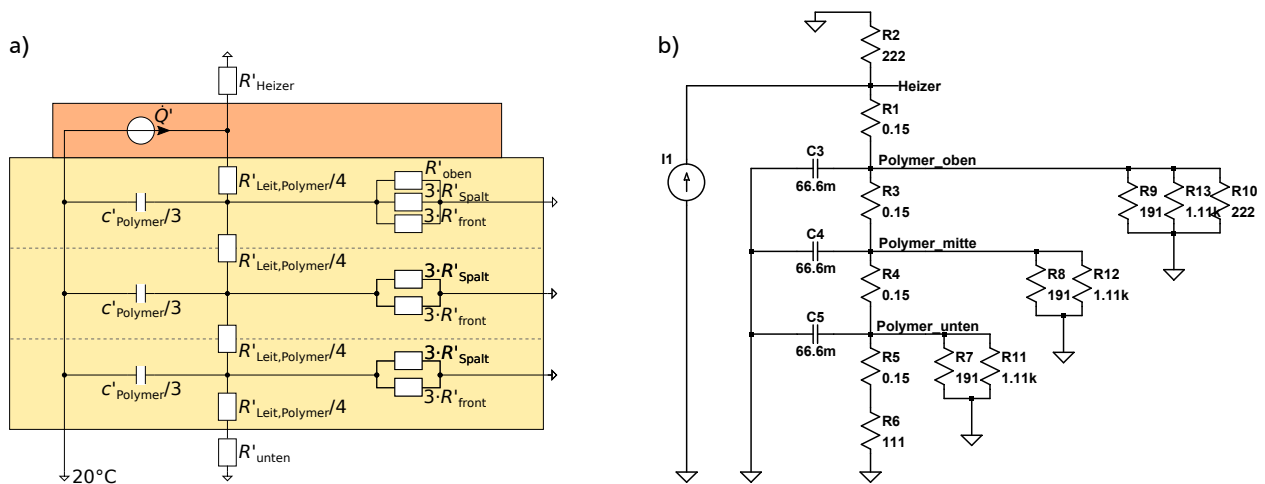 a)
R'Heizer
Q̇'
R'Leit,Polymer/4
R'oben
3·R'Spalt
3·R'front
c'Polymer/3
R'Leit,Polymer/4
3·R'Spalt
3·R'front
c'Polymer/3
R'Leit,Polymer/4
3·R'Spalt
3·R'front
c'Polymer/3
R'Leit,Polymer/4
R'unten
20°C
b)
R2
222
Heizer
R1
0.15
I1
C3
66.6m
Polymer_oben
R3
0.15
R9
191
R13
1.11k
R10
222
C4
66.6m
Polymer_mitte
R4
0.15
R8
191
R12
1.11k
C5
66.6m
Polymer_unten
R5
0.15
R7
191
R11
1.11k
R6
111